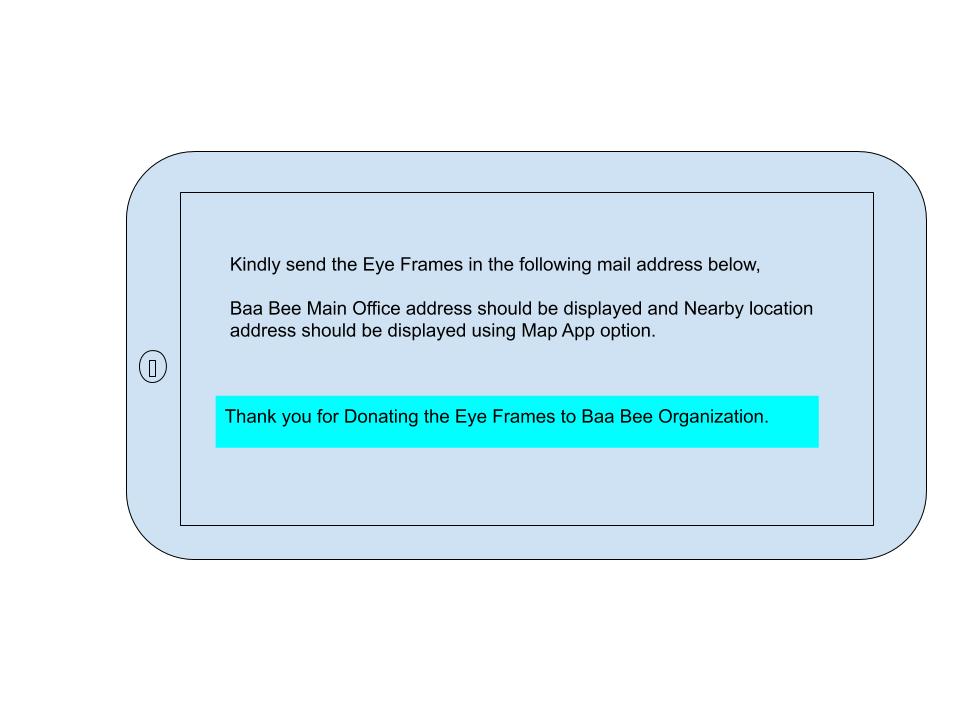 Kindly send the Eye Frames in the following mail address below,
Baa Bee Main Office address should be displayed and Nearby location
address should be displayed using Map App option.
Thank you for Donating the Eye Frames to Baa Bee Organization.